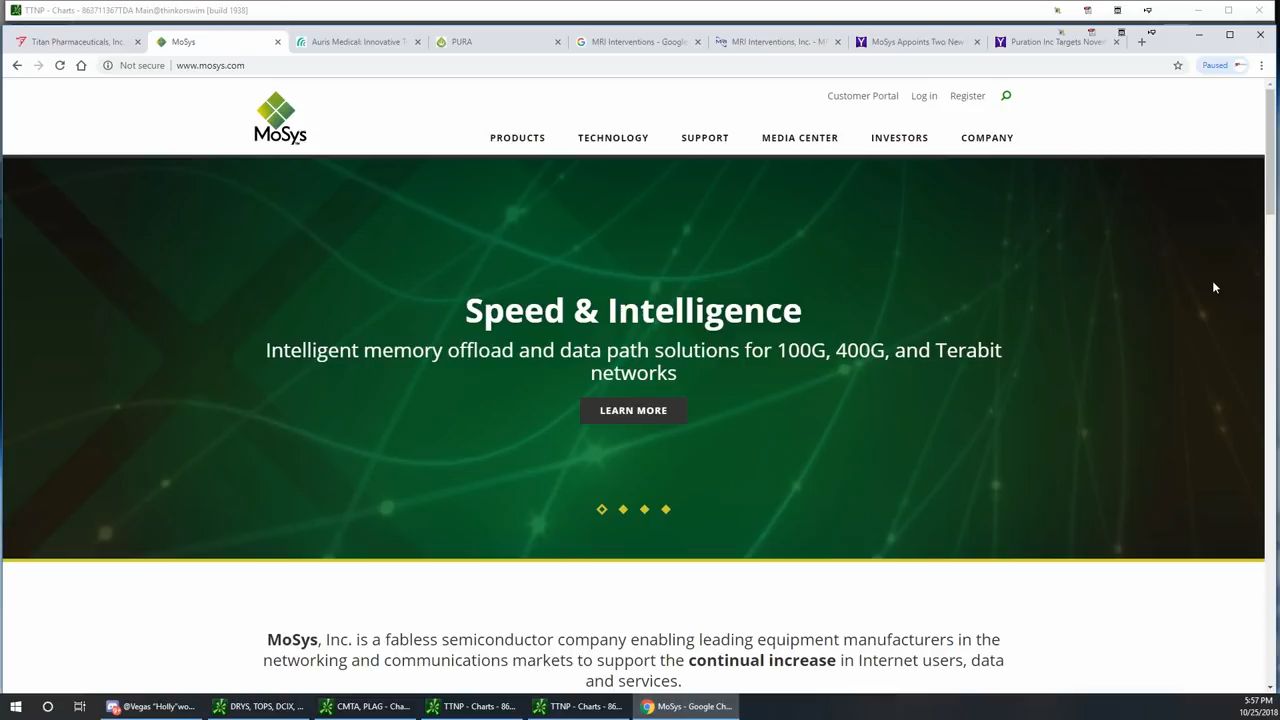 TTNP - Charts - 863711367TDA Main@thinkorswim [build 1938]
Titan Pharmaceuticals, Inc.
MoSys
Auris Medical: Innovative T
PURA
MRI Interventions - Google
MRI Interventions, Inc. - MF
MoSys Appoints Two New
Puration Inc Targets Novem
Not secure
www.mosys.com
Paused
Customer Portal
Log in
Register
MoSys
PRODUCTS
TECHNOLOGY
SUPPORT
MEDIA CENTER
INVESTORS
COMPANY
Speed & Intelligence
Intelligent memory offload and data path solutions for 100G, 400G, and Terabit
networks
LEARN MORE
MoSys, Inc. is a fabless semiconductor company enabling leading equipment manufacturers in the
networking and communications markets to support the continual increase in Internet users, data
and services.
@Vegas "Holly"wo...
DRYS, TOPS, DCIX, ...
CMTA, PLAG - Cha...
TTNP - Charts - 86...
TTNP - Charts - 86...
MoSys - Google Ch...
5:57 PM
10/25/2018